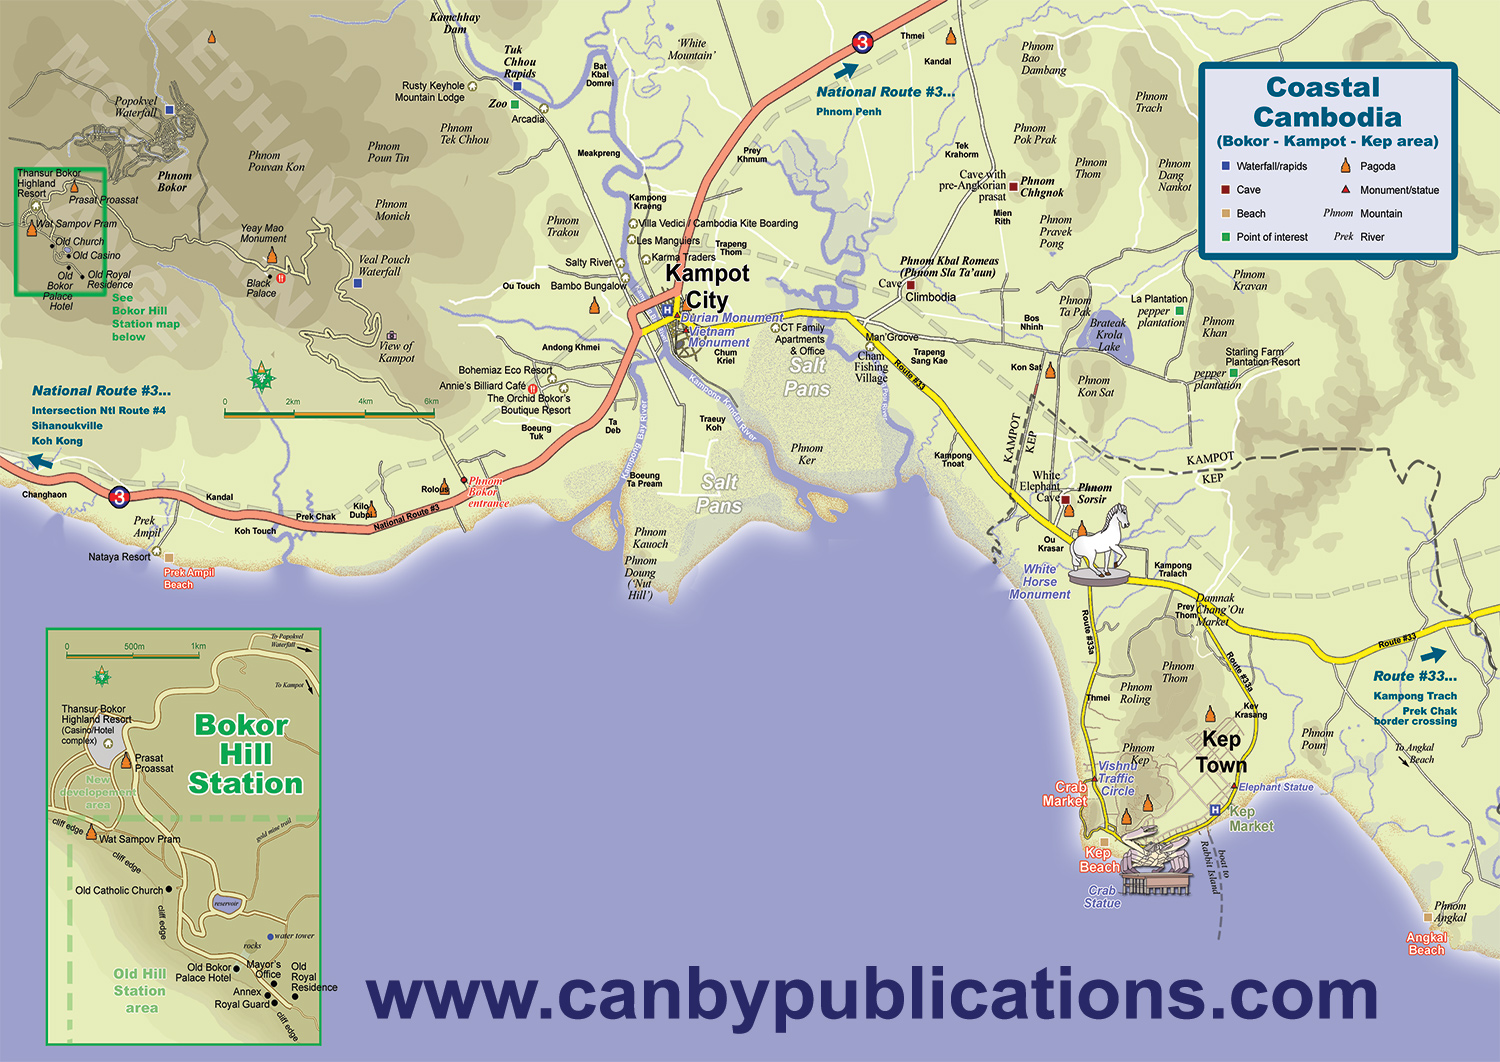 Coastal
Cambodia
(Bokor - Kampot - Kep area)
Waterfall/rapids
Pagoda
Cave
Monument/statue
Beach
Phnom Mountain
Point of interest
Prek River
ELEPHANT
MOUNTAINS
Kamchhay
Dam
Tuk
Chhou
Rapids
Rusty Keyhole
Mountain Lodge
Zoo
Arcadia
Bat
Kbal
Domrei
'White
Mountain'
Thmei
Kandal
National Route #3...
Phnom Penh
Phnom
Bao
Dambang
Phnom
Trach
Phnom
Pok Prak
Phnom
Thom
Phnom
Dang
Nankot
Popokvel
Waterfall
Phnom
Bokor
Phnom
Pouvan Kon
Phnom
Poun Tin
Phnom
Tek Chhou
Phnom
Monich
Meakpreng
Prey
Khmum
Tek
Krahorm
Cave with
pre-Angkorian
prasat
Phnom
Chhgnok
Mien
Rith
Phnom
Pravek
Pong
Thansur Bokor
Highland
Resort
Prasat Proassat
Wat Sampov Pram
Old Church
Old Casino
Old Royal
Residence
Old
Bokor
Palace
Hotel
See
Bokor Hill
Station map
below
Yeay Mao
Monument
Black
Palace
Veal Pouch
Waterfall
View of
Kampot
Phnom
Trakou
Kampong
Kraeng
Villa Vedici / Cambodia Kite Boarding
Les Manguiers
Trapeng
Thom
Karma Traders
Salty River
Bambo Bungalow
Ou Touch
Kampot
City
Durian Monument
Vietnam
Monument
Chum
Kriel
CT Family
Apartments
& Office
Man'Groove
Cham
Fishing
Village
Trapeng
Sang Kae
Phnom Kbal Romeas
(Phnom Sla Ta'aun)
Cave
Climbodia
Bos
Nhinh
Phnom
Ta Pak
Brateak
Krola
Lake
La Plantation
pepper
plantation
Phnom
Kravan
Phnom
Khan
Starling Farm
Plantation Resort
pepper
plantation
Kon Sat
Phnom
Kon Sat
Andong Khmei
Bohemiaz Eco Resort
Annie's Billiard Café
The Orchid Bokor's
Boutique Resort
Boeung
Tuk
Ta
Deb
Salt
Pans
Route #33
Kampong Bay River
Kampong Kandal River
Traeuy
Koh
Phnom
Ker
Boeung
Ta Pream
Salt
Pans
Kampong
Tnoat
KAMPOT
KEP
KAMPOT
KEP
0 2km 4km 6km
National Route #3...
Intersection Ntl Route #4
Sihanoukville
Koh Kong
Changhaon
3
3
Kandal
Koh Touch
Prek Chak
Kilo
Dubpi
National Route #3
Rolous
Phnom
Bokor
entrance
Prek
Ampil
Nataya Resort
Prek Ampil
Beach
Phnom
Kauoch
Phnom
Doung
('Nut
Hill')
White
Elephant
Cave
Phnom
Sorsir
Ou
Krasar
White
Horse
Monument
Kampong
Tralach
Damnak
Chang'Ou
Market
Prey
Thom
Route #33a
Route #33a
Route #33
Route #33...
Kampong Trach
Prek Chak
border crossing
To Angkal
Beach
Phnom
Thom
Phnom
Roling
Thmei
Kev
Krasang
Phnom
Kep
Kep
Town
Phnom
Poun
Vishnu
Traffic
Circle
Crab
Market
Elephant Statue
Kep
Market
Kep
Beach
Crab
Statue
boat to
Rabbit Island
Phnom
Angkal
Angkal
Beach
0 500m 1km
To Popokvel
Waterfall
To Kampot
Bokor
Hill
Station
Thansur Bokor
Highland Resort
(Casino/Hotel
complex)
Prasat
Proassat
New
developement
area
cliff edge
Wat Sampov Pram
gold mine trail
cliff edge
Old Catholic Church
cliff edge
reservoir
water tower
rocks
Old Bokor
Palace Hotel
Mayor's
Office
Old
Royal
Residence
Annex
Royal Guard
Old Hill
Station
area
cliff edge
www.canbypublications.com